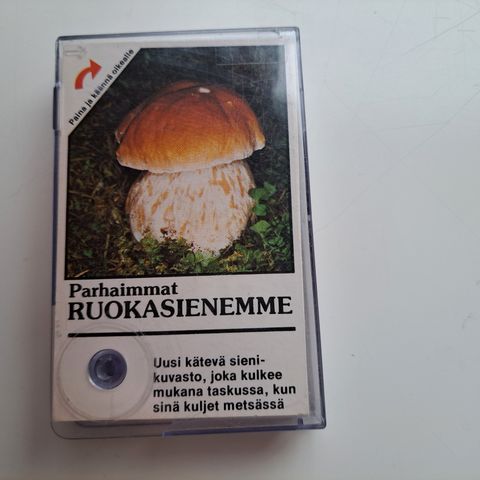 Paina ja käännä oikealle
Parhaimmat
RUOKASIENEMME
Uusi kätevä sieni-
kuvasto, joka kulkee
mukana taskussa, kun
sinä kuljet metsässä